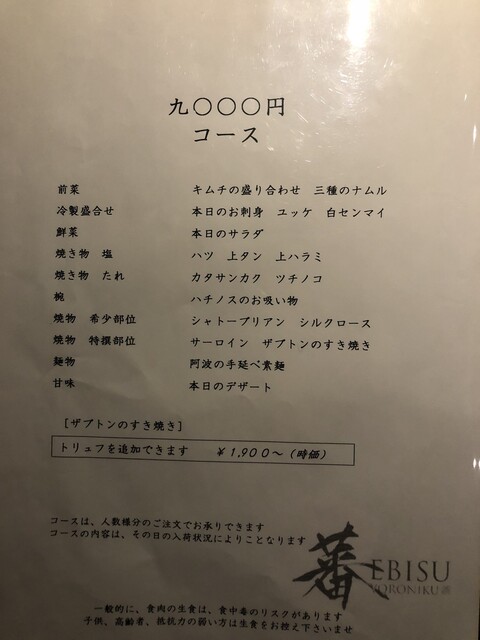 九〇〇〇円
コース
前菜　キムチの盛り合わせ　三種のナムル
冷製盛合せ　本日のお刺身　ユッケ　白センマイ
鮮菜　本日のサラダ
焼き物　塩　ハツ　上タン　上ハラミ
焼き物　たれ　カタサンカク　ツチノコ
椀　ハチノスのお吸い物
焼物　希少部位　シャトーブリアン　シルクロース
焼物　特撰部位　サーロイン　ザブトンのすき焼き
麺物　阿波の手延べ素麺
甘味　本日のデザート
［ザブトンのすき焼き］
トリュフを追加できます　￥1,900～（時価）
コースは、人数様分のご注文でお承りできます
コースの内容は、その日の入荷状況によりことなります
蕃 EBISU
YORONIKU
一般的に、食肉の生食は、食中毒のリスクがあります
子供、高齢者、抵抗力の弱い方は生食をお控え下さいませ